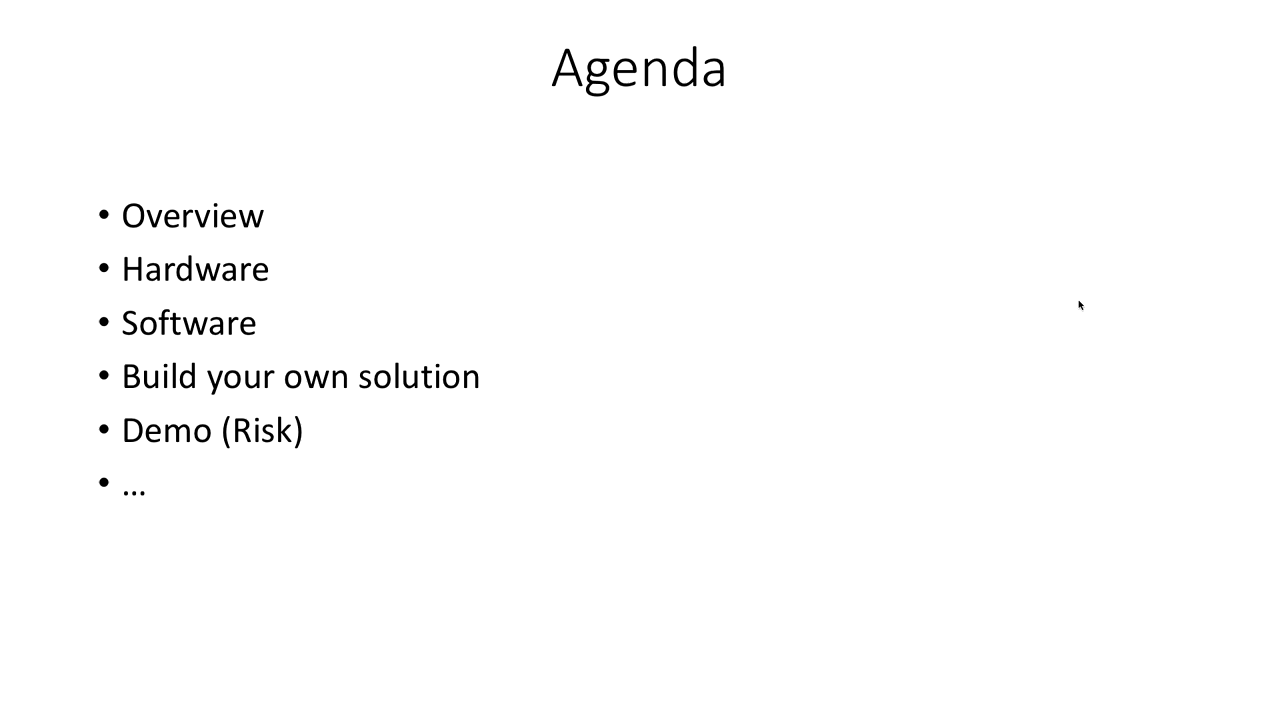 Agenda
• Overview
• Hardware
• Software
• Build your own solution
• Demo (Risk)
• …